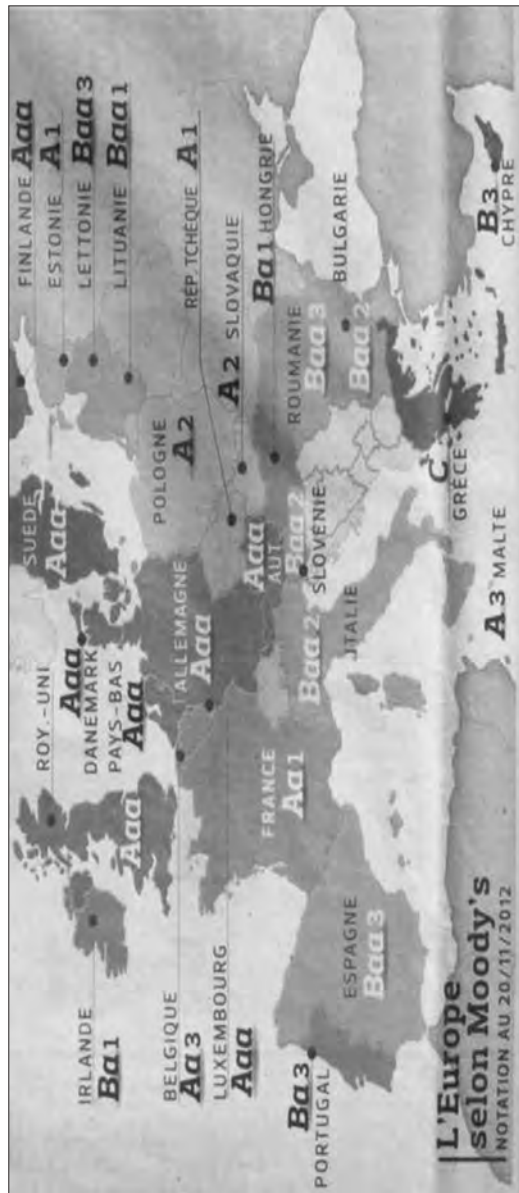 FINLANDE Aaa
ESTONIE A1
LETTONIE Baa3
LITUANIE Baa1
SUÈDE
Aaa
ROY.-UNI
Aaa
Aaa
DANEMARK
PAYS-BAS
Aaa
IRLANDE
Ba1
POLOGNE
A2
RÉP. TCHÈQUE A1
A2 SLOVAQUIE
Ba1 HONGRIE
ALLEMAGNE
Aaa
BELGIQUE
Aa3
LUXEMBOURG
Aaa
Aaa
AUT.
Baa2
SLOVÉNIE
ROUMANIE
Baa3
BULGARIE
Baa2
FRANCE
Aa1
Baa2
ITALIE
Ba3
PORTUGAL
ESPAGNE
Baa3
C
GRÈCE
A3 MALTE
B3
CHYPRE
L'Europe
selon Moody's
NOTATION AU 20/11/2012